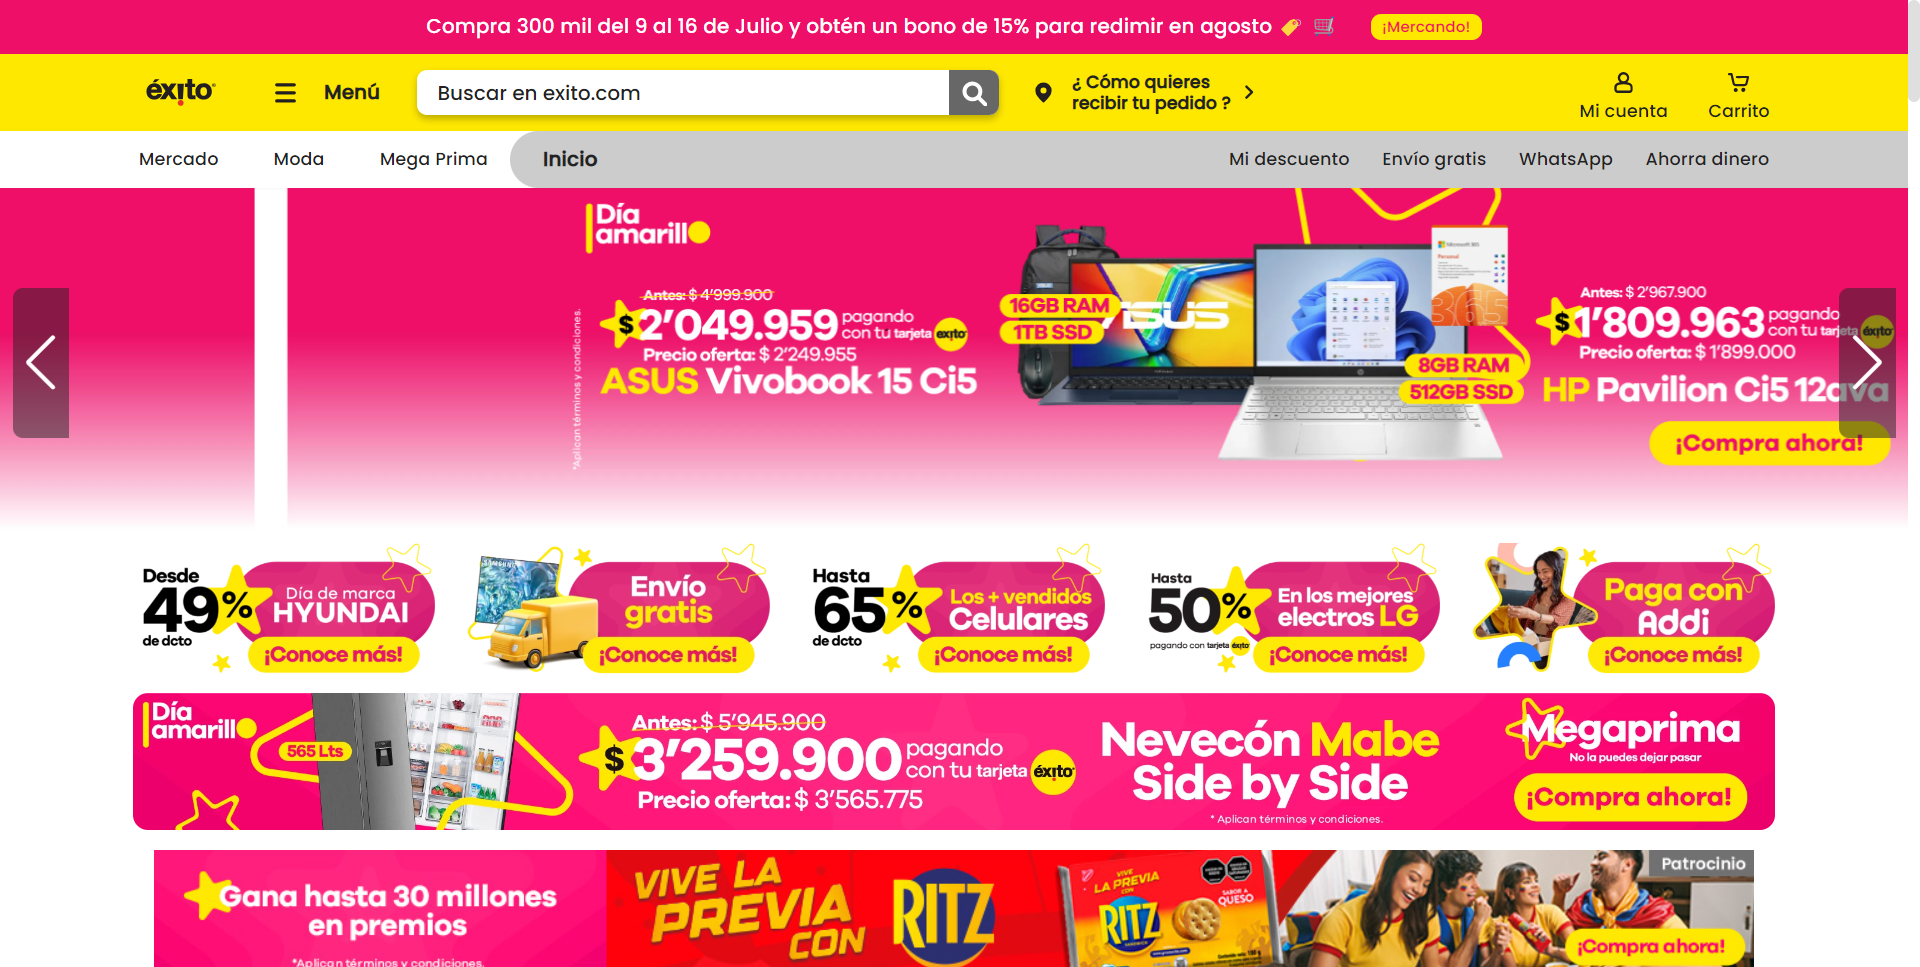 Compra 300 mil del 9 al 16 de Julio y obtén un bono de 15% para redimir en agosto
¡Mercando!
éxito
Menú
Buscar en exito.com
¿ Cómo quieres
recibir tu pedido ?
Mi cuenta
Carrito
Mercado
Moda
Mega Prima
Inicio
Mi descuento
Envío gratis
WhatsApp
Ahorra dinero
Día
amarillo
*Aplican términos y condiciones.
Antes: $ 4'999.900
$ 2'049.959 pagando
con tu tarjeta éxito
Precio oferta: $ 2'249.955
ASUS Vivobook 15 Ci5
16GB RAM
1TB SSD
ASUS
Microsoft 365
Personal
365
8GB RAM
512GB SSD
Antes: $ 2'967.900
$ 1'809.963 pagando
con tu tarjeta éxito
Precio oferta: $ 1'899.000
HP Pavilion Ci5 12ava
¡Compra ahora!
Desde
49%
de dcto
Día de marca
HYUNDAI
¡Conoce más!
SAMSUNG
Envío
gratis
¡Conoce más!
Hasta
65%
de dcto
Los + vendidos
Celulares
¡Conoce más!
Hasta
50%
pagando con tarjeta éxito
En los mejores
electros LG
¡Conoce más!
Paga con
Addi
¡Conoce más!
Día
amarillo
565 Lts
Antes: $ 5'945.900
$ 3'259.900 pagando
con tu tarjeta éxito
Precio oferta: $ 3'565.775
Nevecón Mabe
Side by Side
* Aplican términos y condiciones.
Megaprima
No la puedes dejar pasar
¡Compra ahora!
Gana hasta 30 millones
en premios
*Aplican términos y condiciones.
VIVE LA
PREVIA
CON
RITZ
VIVE
LA PREVIA
CON
RITZ
SABOR A
QUESO
Patrocinio
¡Compra ahora!